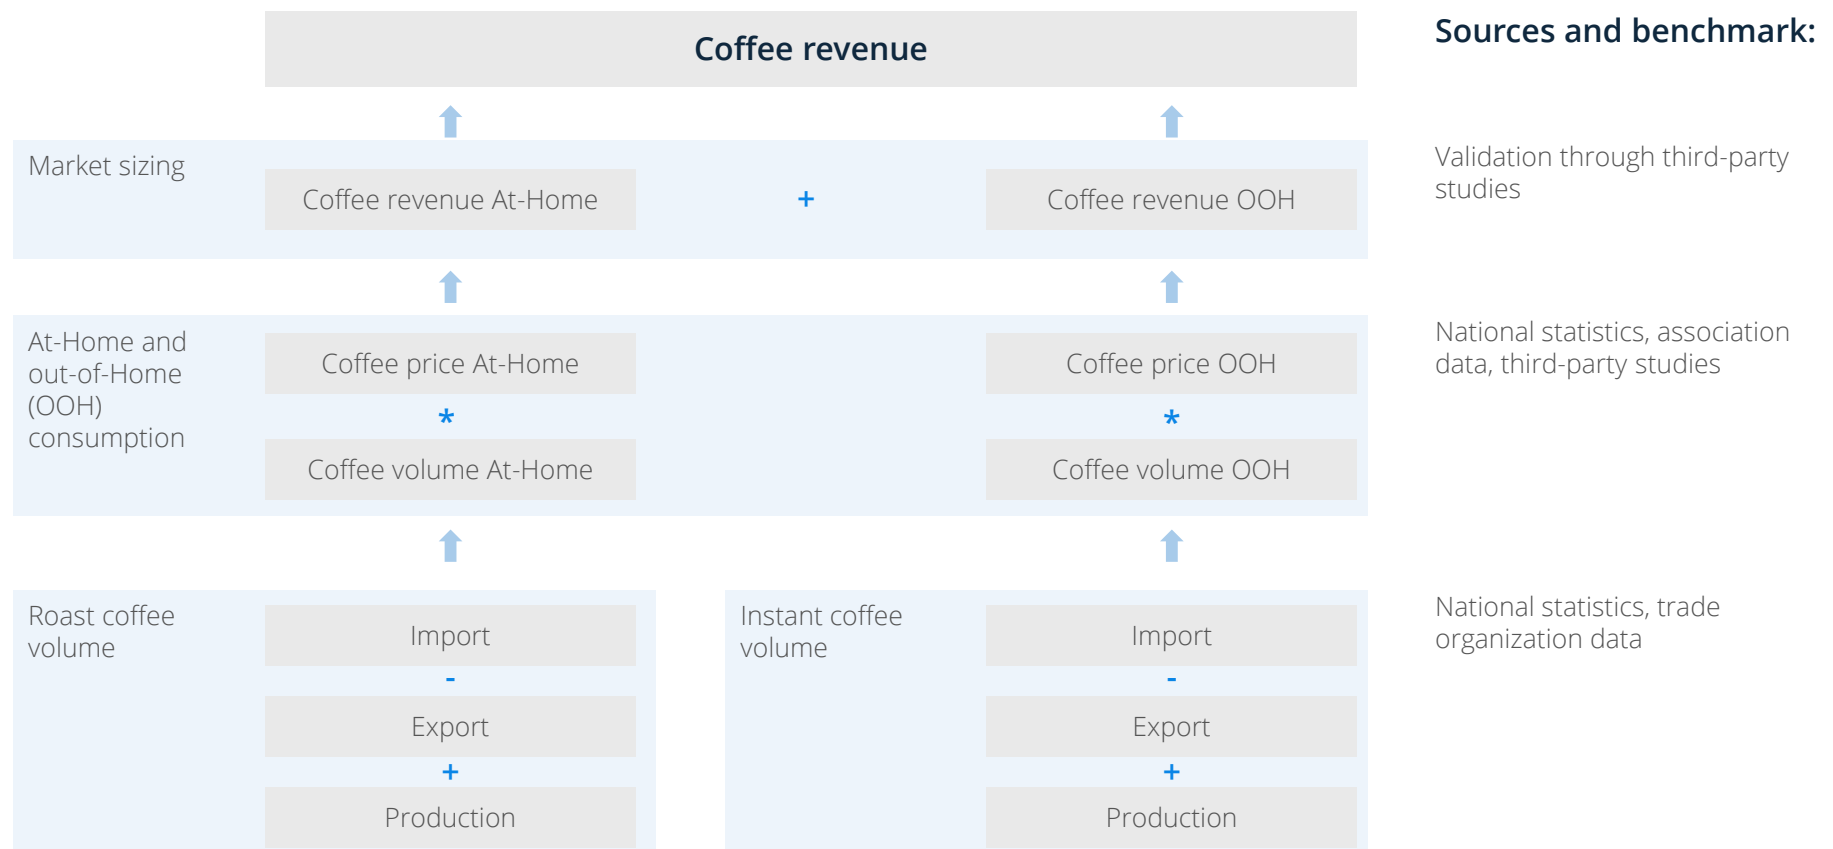 Coffee revenue
Sources and benchmark:
Market sizing
Coffee revenue At-Home
+
Coffee revenue OOH
Validation through third-party
studies
At-Home and
out-of-Home
(OOH)
consumption
Coffee price At-Home
*
Coffee volume At-Home
Coffee price OOH
*
Coffee volume OOH
National statistics, association
data, third-party studies
Roast coffee
volume
Import
-
Export
+
Production
Instant coffee
volume
Import
-
Export
+
Production
National statistics, trade
organization data